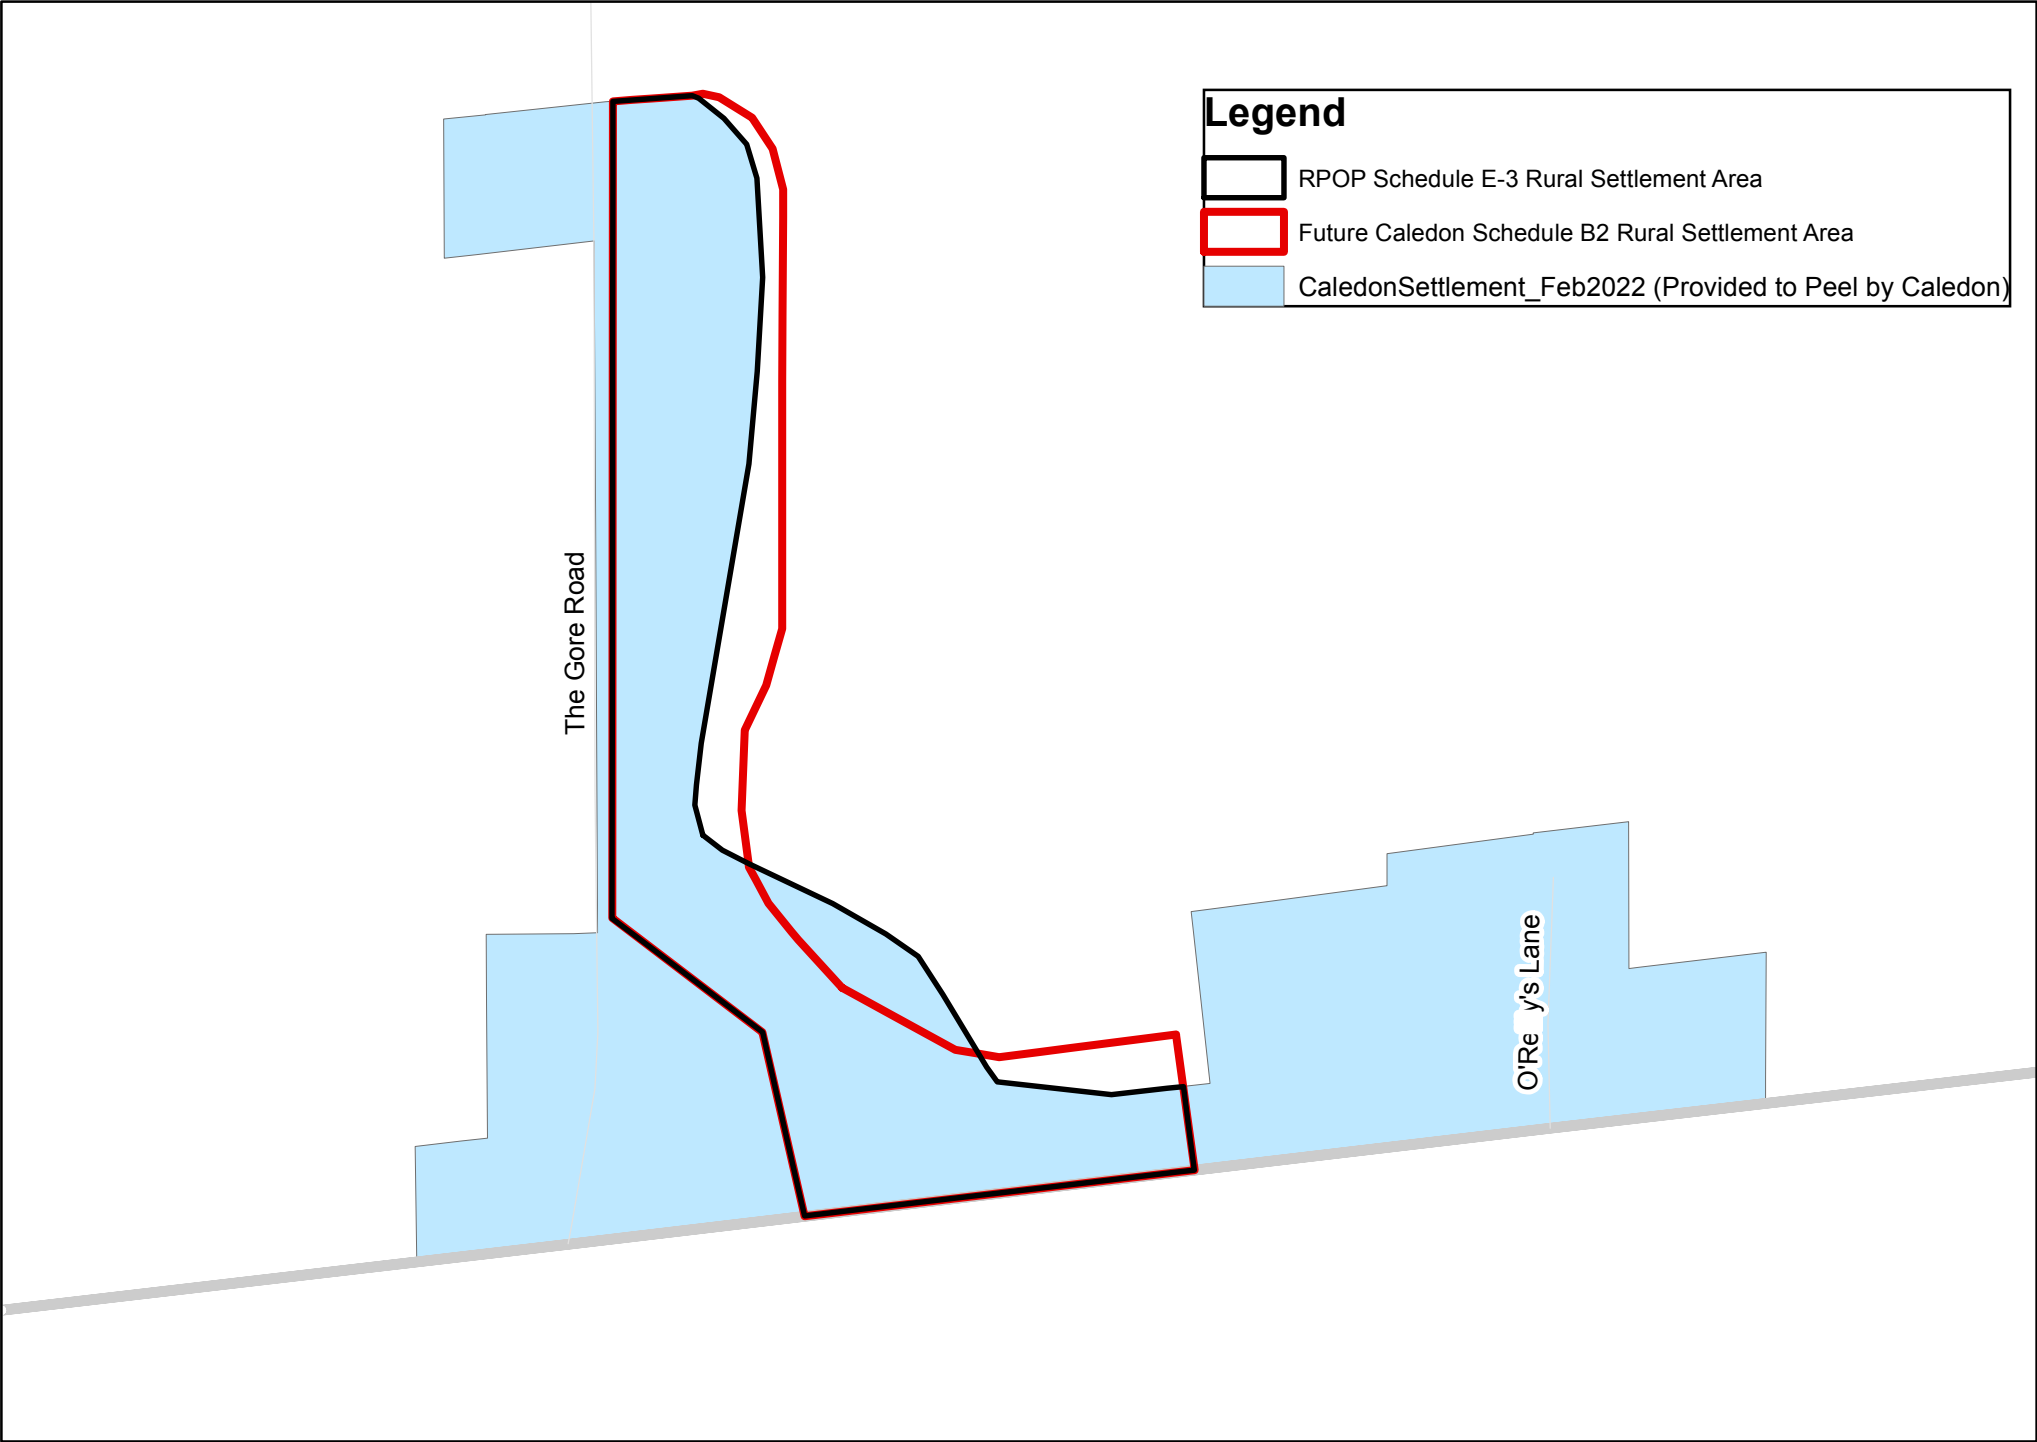 Legend
RPOP Schedule E-3 Rural Settlement Area
Future Caledon Schedule B2 Rural Settlement Area
CaledonSettlement_Feb2022 (Provided to Peel by Caledon)
The Gore Road
Lane